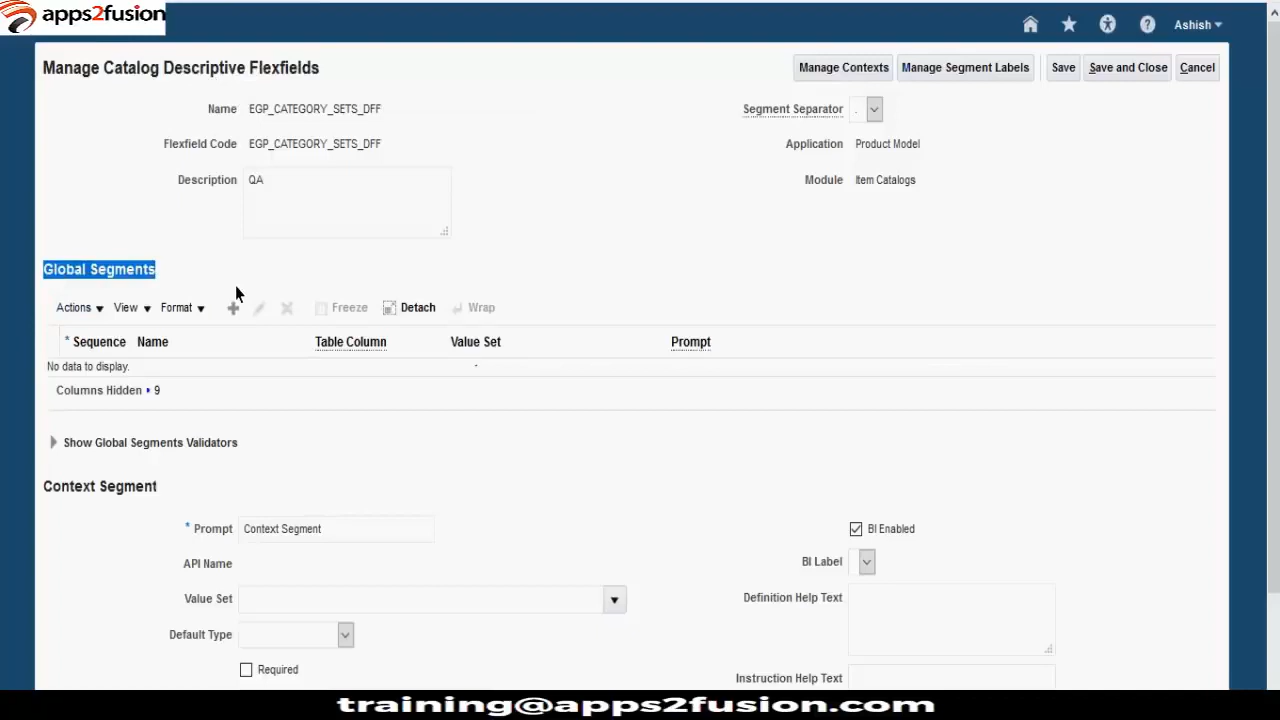 apps2fusion
Ashish
Manage Catalog Descriptive Flexfields
Manage Contexts Manage Segment Labels Save Save and Close Cancel
Name EGP_CATEGORY_SETS_DFF
Segment Separator .
Flexfield Code EGP_CATEGORY_SETS_DFF
Application Product Model
Description QA
Module Item Catalogs
Global Segments
Actions View Format Freeze Detach Wrap
* Sequence Name Table Column Value Set Prompt
No data to display.
Columns Hidden 9
Show Global Segments Validators
Context Segment
* Prompt Context Segment
BI Enabled
API Name
BI Label
Value Set
Definition Help Text
Default Type
Required
Instruction Help Text
training@apps2fusion.com